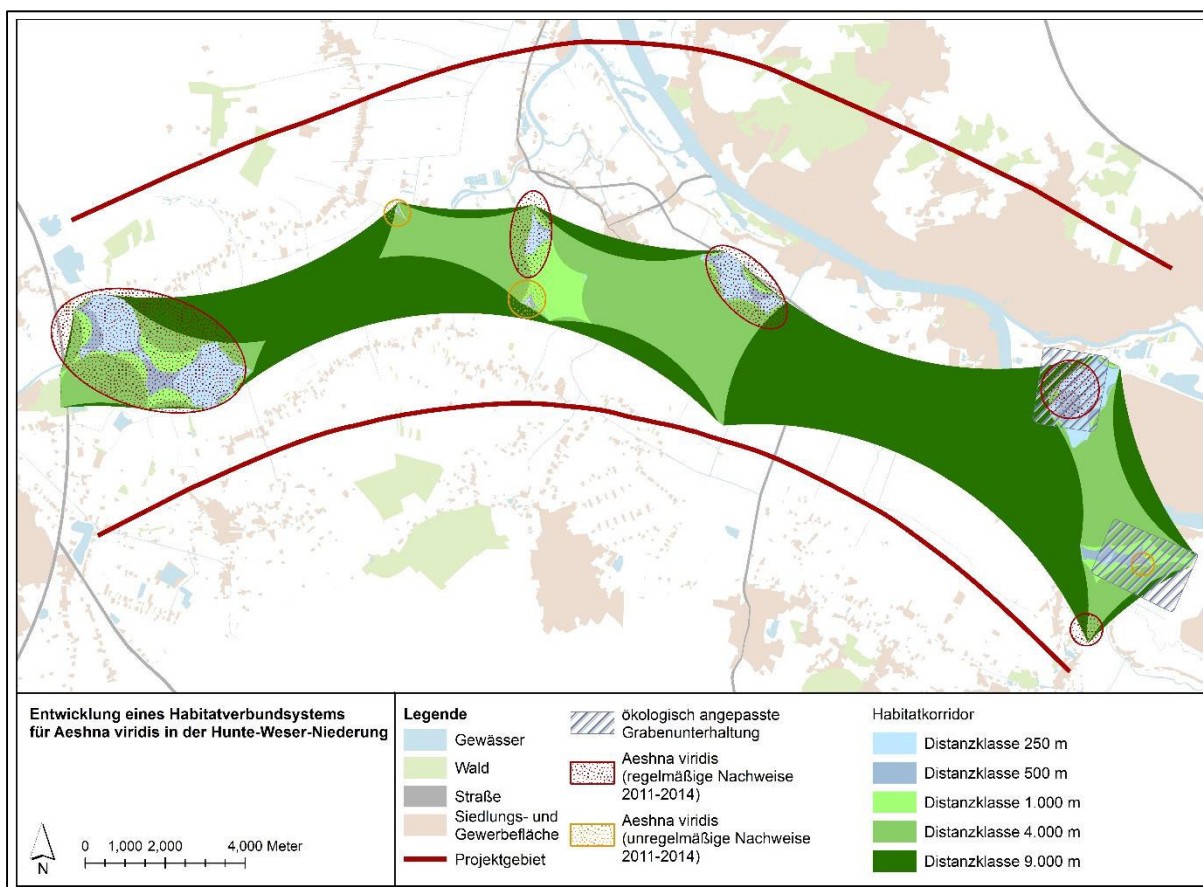 Entwicklung eines Habitatverbundsystems
für Aeshna viridis in der Hunte-Weser-Niederung
N
0 1,000 2,000 4,000 Meter
Legende
Gewässer
Wald
Straße
Siedlungs- und
Gewerbefläche
Projektgebiet
ökologisch angepasste
Grabenunterhaltung
Aeshna viridis
(regelmäßige Nachweise
2011-2014)
Aeshna viridis
(unregelmäßige Nachweise
2011-2014)
Habitatkorridor
Distanzklasse 250 m
Distanzklasse 500 m
Distanzklasse 1.000 m
Distanzklasse 4.000 m
Distanzklasse 9.000 m